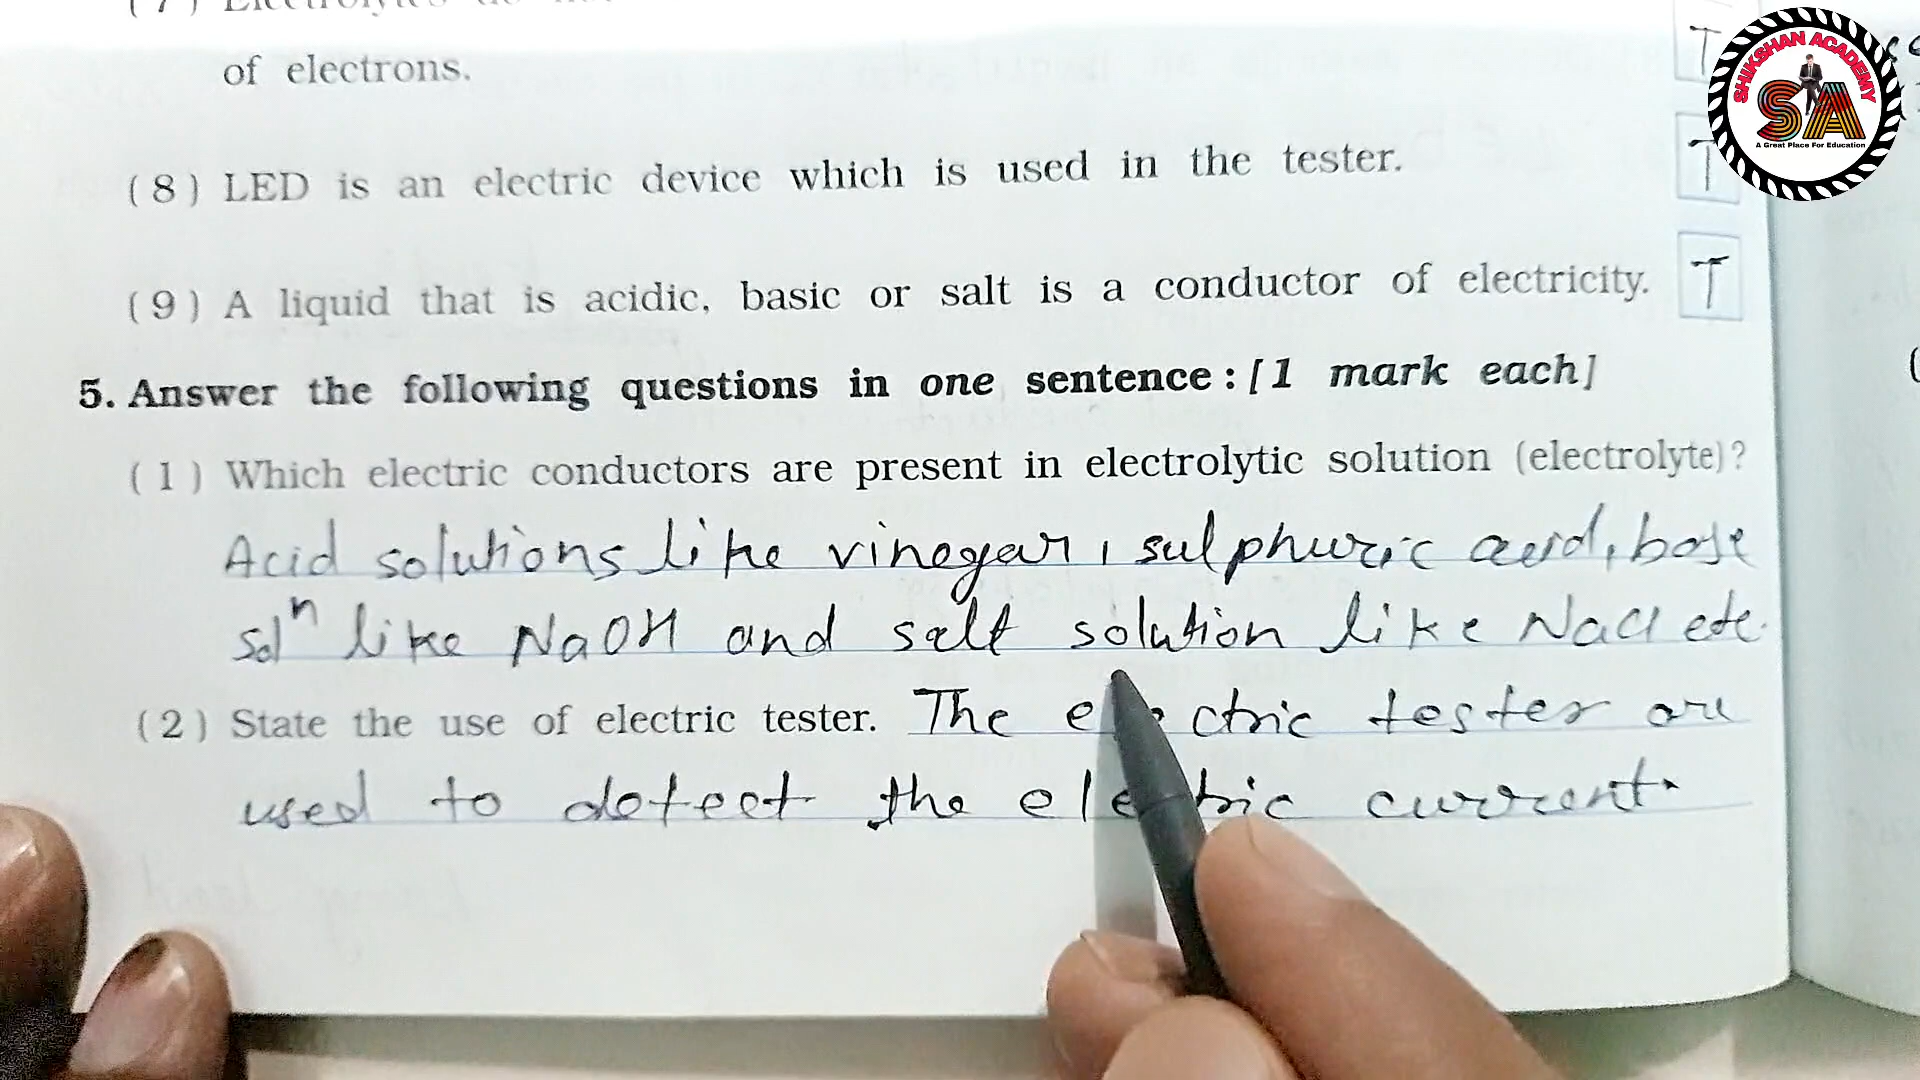 of electrons.
T
(8) LED is an electric device which is used in the tester.
T
(9) A liquid that is acidic, basic or salt is a conductor of electricity.
T
5. Answer the following questions in one sentence : [1 mark each]
(1) Which electric conductors are present in electrolytic solution (electrolyte)?
Acid solutions like vinegar, sulphuric acid, base
solⁿ like NaOH and salt solution like NaCl etc.
(2) State the use of electric tester. The electric tester are
used to detect the electric current.
SHIKSHAN ACADEMY
SA
A Great Place For Education